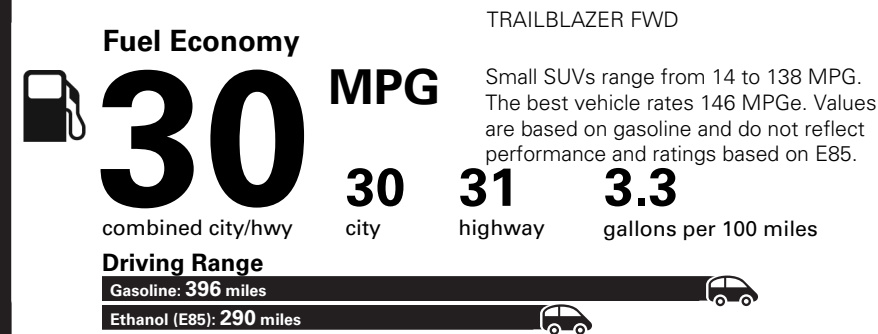 TRAILBLAZER FWD
Fuel Economy
30
MPG
Small SUVs range from 14 to 138 MPG.
The best vehicle rates 146 MPGe. Values
are based on gasoline and do not reflect
performance and ratings based on E85.
30 31 3.3
combined city/hwy city highway gallons per 100 miles
Driving Range
Gasoline: 396 miles
Ethanol (E85): 290 miles